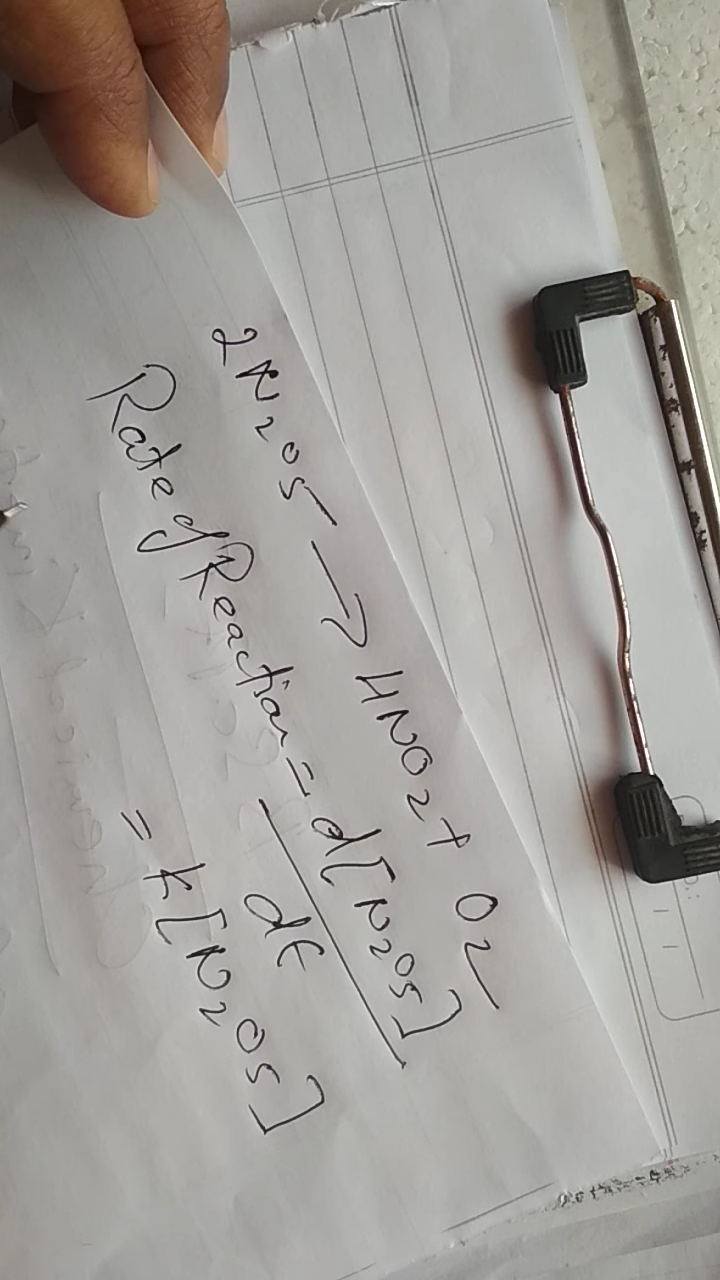 2N2O5 → 4NO2+ O2
Rate of Reaction = d[N2O5]
dt
= k[N2O5]